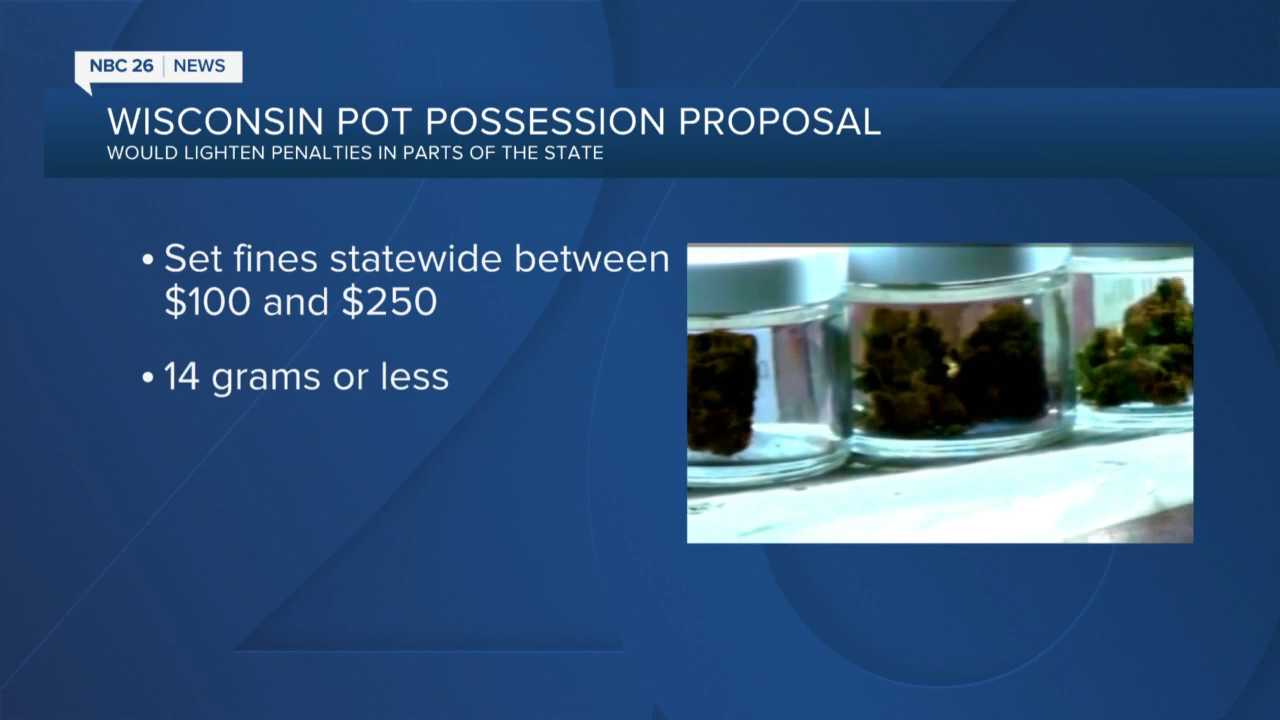 NBC 26 | NEWS
WISCONSIN POT POSSESSION PROPOSAL
WOULD LIGHTEN PENALTIES IN PARTS OF THE STATE
• Set fines statewide between
$100 and $250
• 14 grams or less